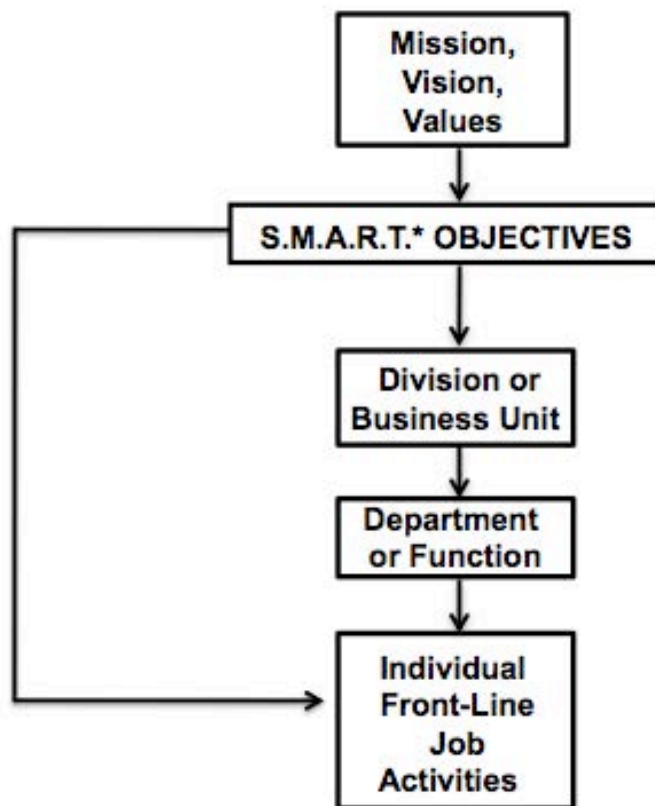 Mission,
Vision,
Values
S.M.A.R.T.* OBJECTIVES
Division or
Business Unit
Department
or Function
Individual
Front-Line
Job
Activities